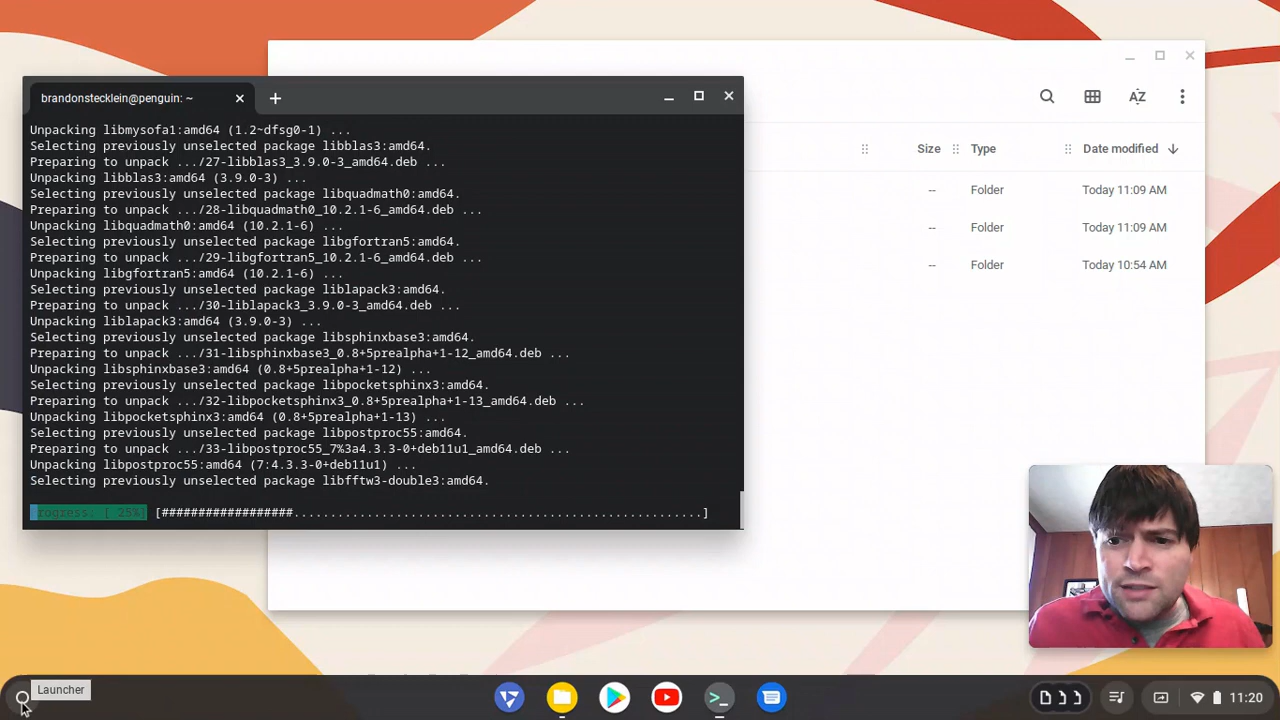 brandonstecklein@penguin: ~
Unpacking libmysofa1:amd64 (1.2~dfsg0-1) ...
Selecting previously unselected package libblas3:amd64.
Preparing to unpack .../27-libblas3_3.9.0-3_amd64.deb ...
Unpacking libblas3:amd64 (3.9.0-3) ...
Selecting previously unselected package libquadmath0:amd64.
Preparing to unpack .../28-libquadmath0_10.2.1-6_amd64.deb ...
Unpacking libquadmath0:amd64 (10.2.1-6) ...
Selecting previously unselected package libgfortran5:amd64.
Preparing to unpack .../29-libgfortran5_10.2.1-6_amd64.deb ...
Unpacking libgfortran5:amd64 (10.2.1-6) ...
Selecting previously unselected package liblapack3:amd64.
Preparing to unpack .../30-liblapack3_3.9.0-3_amd64.deb ...
Unpacking liblapack3:amd64 (3.9.0-3) ...
Selecting previously unselected package libsphinxbase3:amd64.
Preparing to unpack .../31-libsphinxbase3_0.8+5prealpha+1-12_amd64.deb ...
Unpacking libsphinxbase3:amd64 (0.8+5prealpha+1-12) ...
Selecting previously unselected package libpocketsphinx3:amd64.
Preparing to unpack .../32-libpocketsphinx3_0.8+5prealpha+1-13_amd64.deb ...
Unpacking libpocketsphinx3:amd64 (0.8+5prealpha+1-13) ...
Selecting previously unselected package libpostproc55:amd64.
Preparing to unpack .../33-libpostproc55_7%3a4.3.3-0+deb11u1_amd64.deb ...
Unpacking libpostproc55:amd64 (7:4.3.3-0+deb11u1) ...
Selecting previously unselected package libfftw3-double3:amd64.
rogress: [ 25%] [##################........................................................]
Size Type Date modified
-- Folder Today 11:09 AM
-- Folder Today 11:09 AM
-- Folder Today 10:54 AM
Launcher
11:20